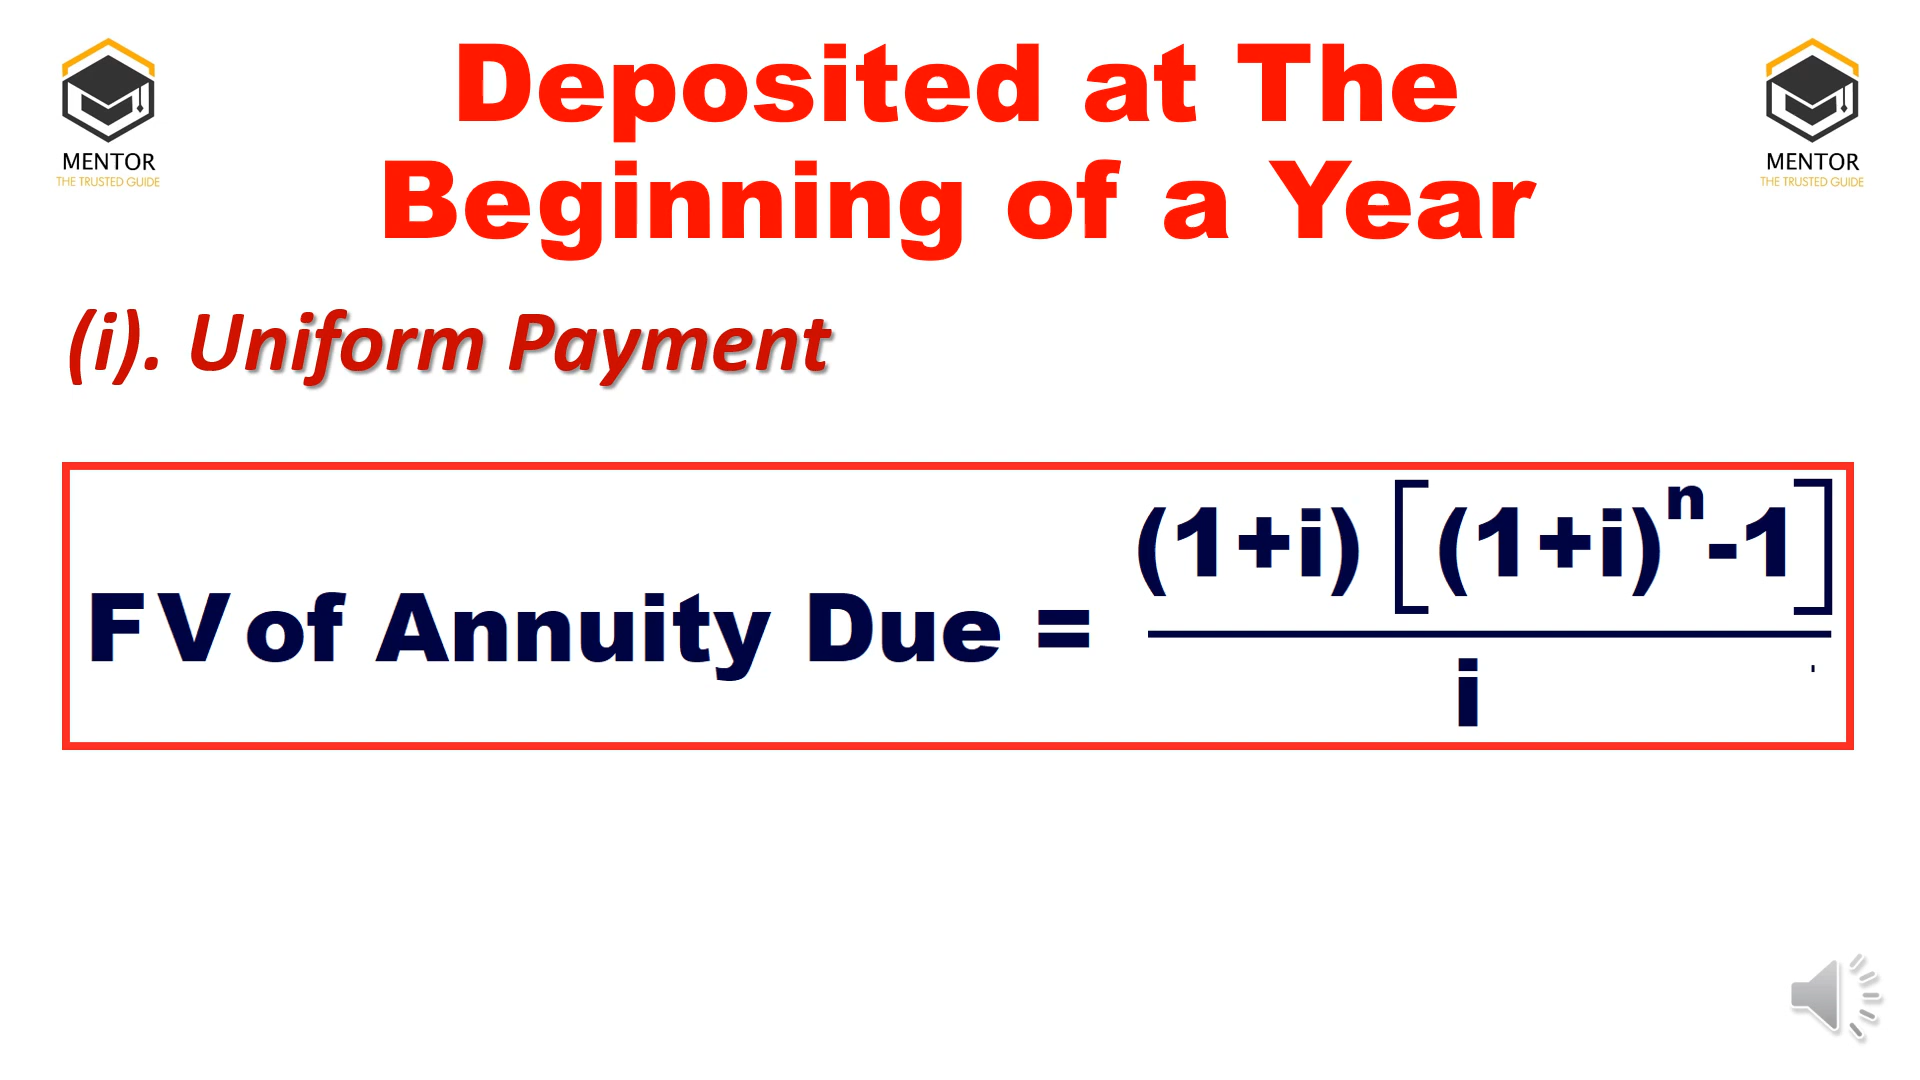 MENTOR
THE TRUSTED GUIDE
Deposited at The
Beginning of a Year
MENTOR
THE TRUSTED GUIDE
(i). Uniform Payment
FV of Annuity Due = (1+i) [(1+i)^n-1]
i